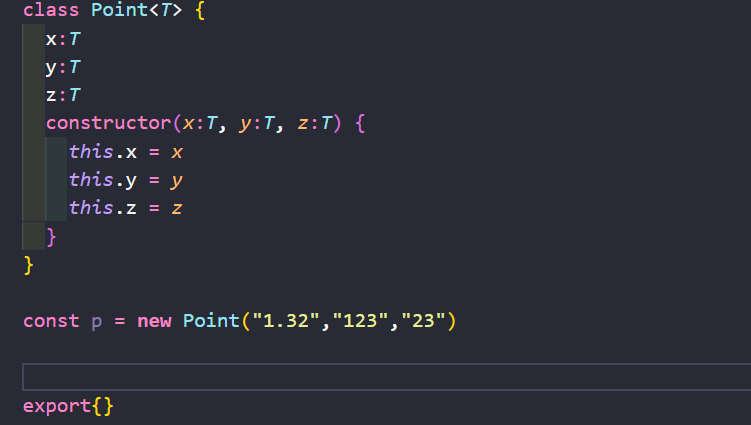 class Point<T> {
x:T
y:T
z:T
constructor(x:T, y:T, z:T) {
this.x = x
this.y = y
this.z = z
}
}
const p = new Point("1.32","123","23")
export{}